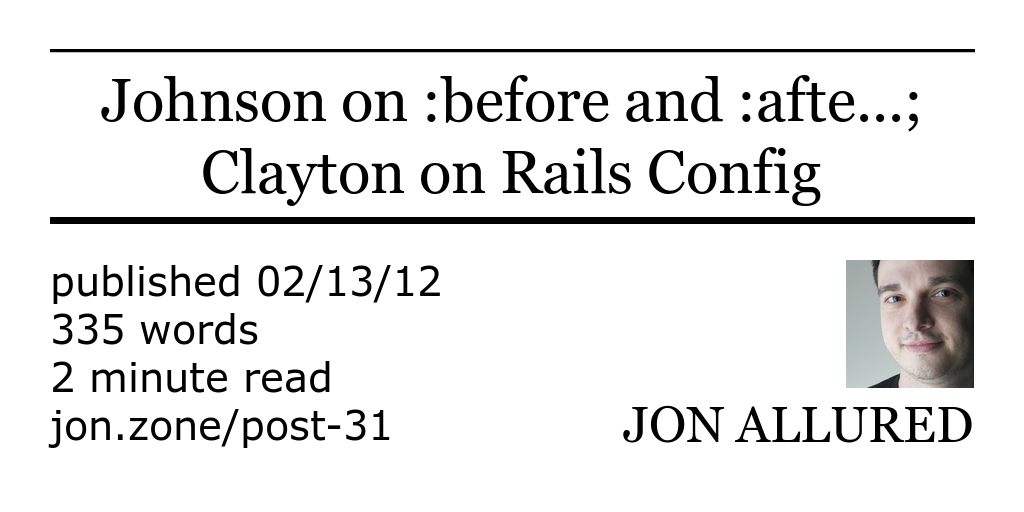 Johnson on :before and :afte...;
Clayton on Rails Config
published 02/13/12
335 words
2 minute read
jon.zone/post-31
JON ALLURED